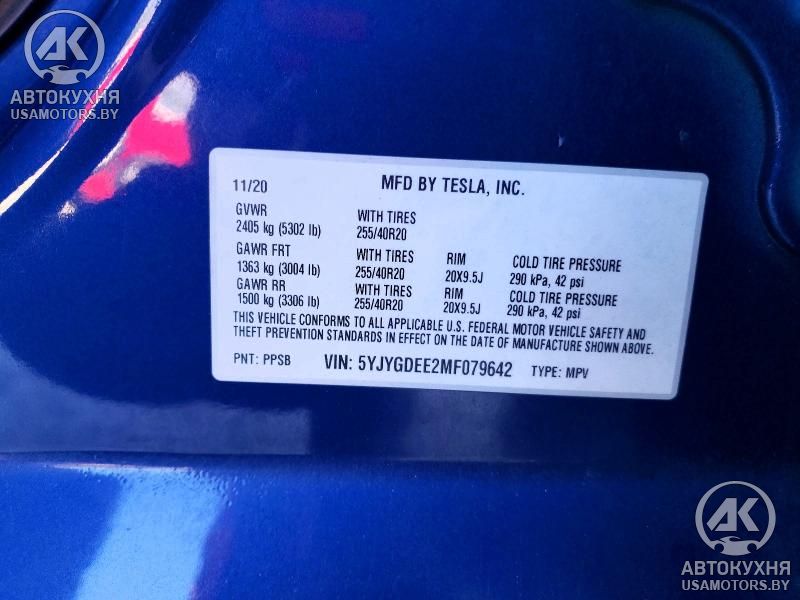 AK
АВТОКУХНЯ
USAMOTORS.BY
11/20 MFD BY TESLA, INC.
GVWR WITH TIRES
2405 kg (5302 lb) 255/40R20
GAWR FRT WITH TIRES RIM COLD TIRE PRESSURE
1363 kg (3004 lb) 255/40R20 20X9.5J 290 kPa, 42 psi
GAWR RR WITH TIRES RIM COLD TIRE PRESSURE
1500 kg (3306 lb) 255/40R20 20X9.5J 290 kPa, 42 psi
THIS VEHICLE CONFORMS TO ALL APPLICABLE U.S. FEDERAL MOTOR VEHICLE SAFETY AND
THEFT PREVENTION STANDARDS IN EFFECT ON THE DATE OF MANUFACTURE SHOWN ABOVE.
PNT: PPSB VIN: 5YJYGDEE2MF079642 TYPE: MPV
AK
АВТОКУХНЯ
USAMOTORS.BY